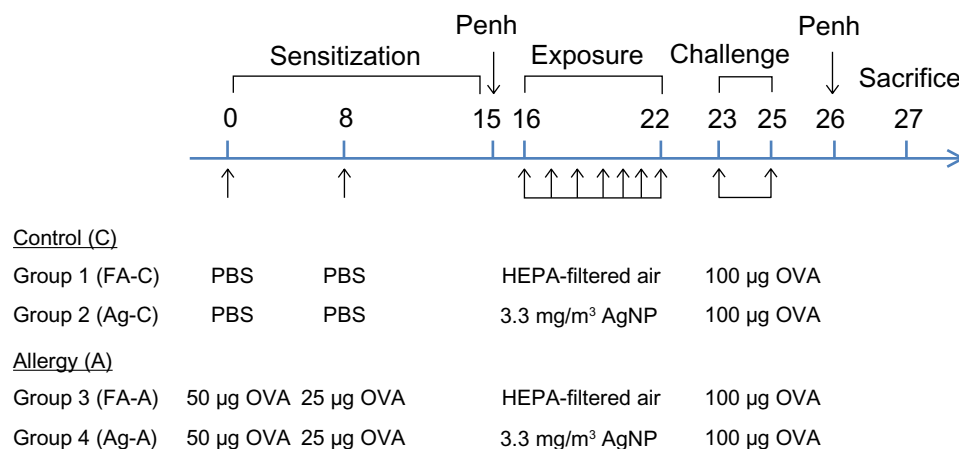 Penh Penh
Sensitization Exposure Challenge
Sacrifice
0 8 15 16 22 23 25 26 27
Control (C)
Group 1 (FA-C) PBS PBS HEPA-filtered air 100 µg OVA
Group 2 (Ag-C) PBS PBS 3.3 mg/m³ AgNP 100 µg OVA
Allergy (A)
Group 3 (FA-A) 50 µg OVA 25 µg OVA HEPA-filtered air 100 µg OVA
Group 4 (Ag-A) 50 µg OVA 25 µg OVA 3.3 mg/m³ AgNP 100 µg OVA